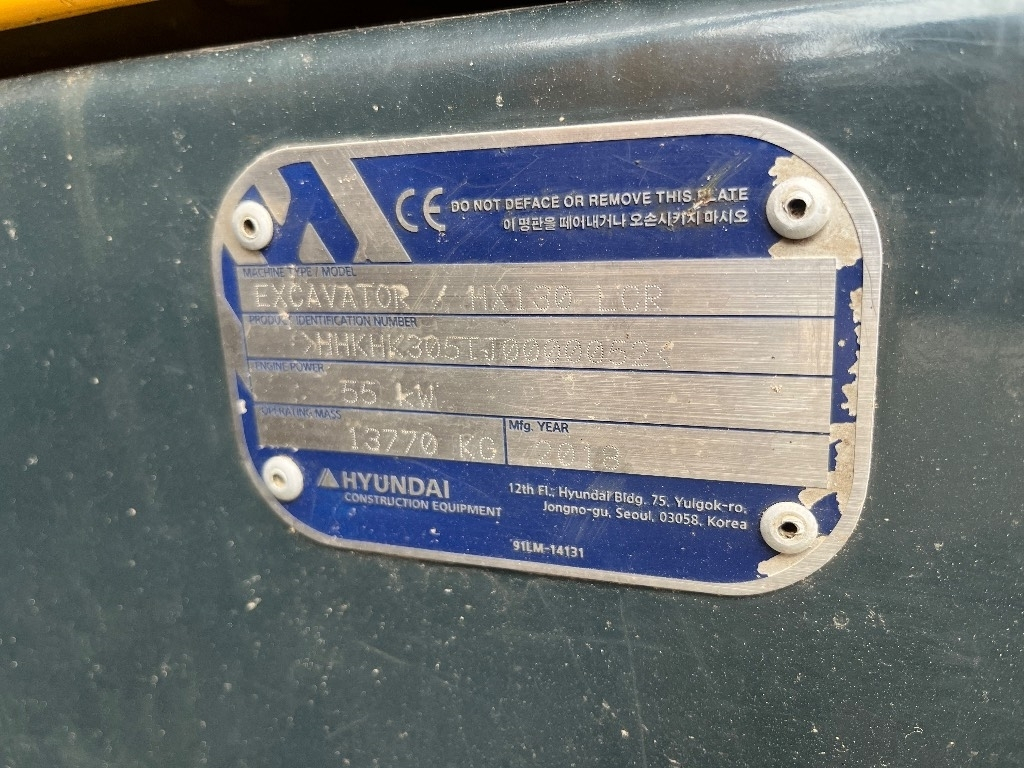 CE DO NOT DEFACE OR REMOVE THIS PLATE
이 명판을 떼어내거나 오손시키지 마시오
MACHINE TYPE / MODEL
EXCAVATOR / HX130 LCR
PRODUCT IDENTIFICATION NUMBER
>HHKHK305TJ0000052<
ENGINE POWER
55 kW
OPERATING MASS
13770 KG
Mfg. YEAR
2018
HYUNDAI
CONSTRUCTION EQUIPMENT
12th Fl., Hyundai Bldg. 75, Yulgok-ro,
Jongno-gu, Seoul, 03058, Korea
91LM-14131